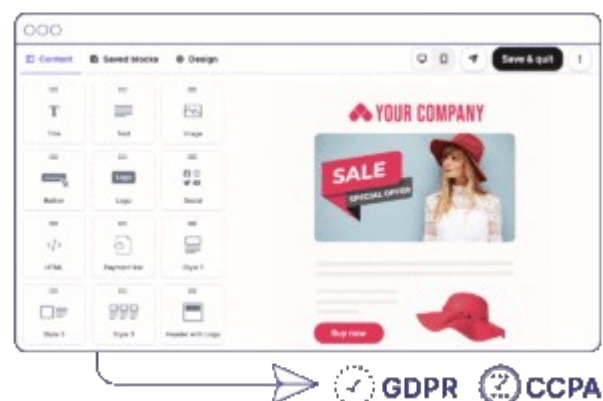 Content Saved blocks Design Save & quit
Title Text Image
Button Logo Logo Social
HTML Payment link Style 1
Style 2 Style 3 Header with Logo
YOUR COMPANY
SALE
SPECIAL OFFER
Buy now
GDPR CCPA